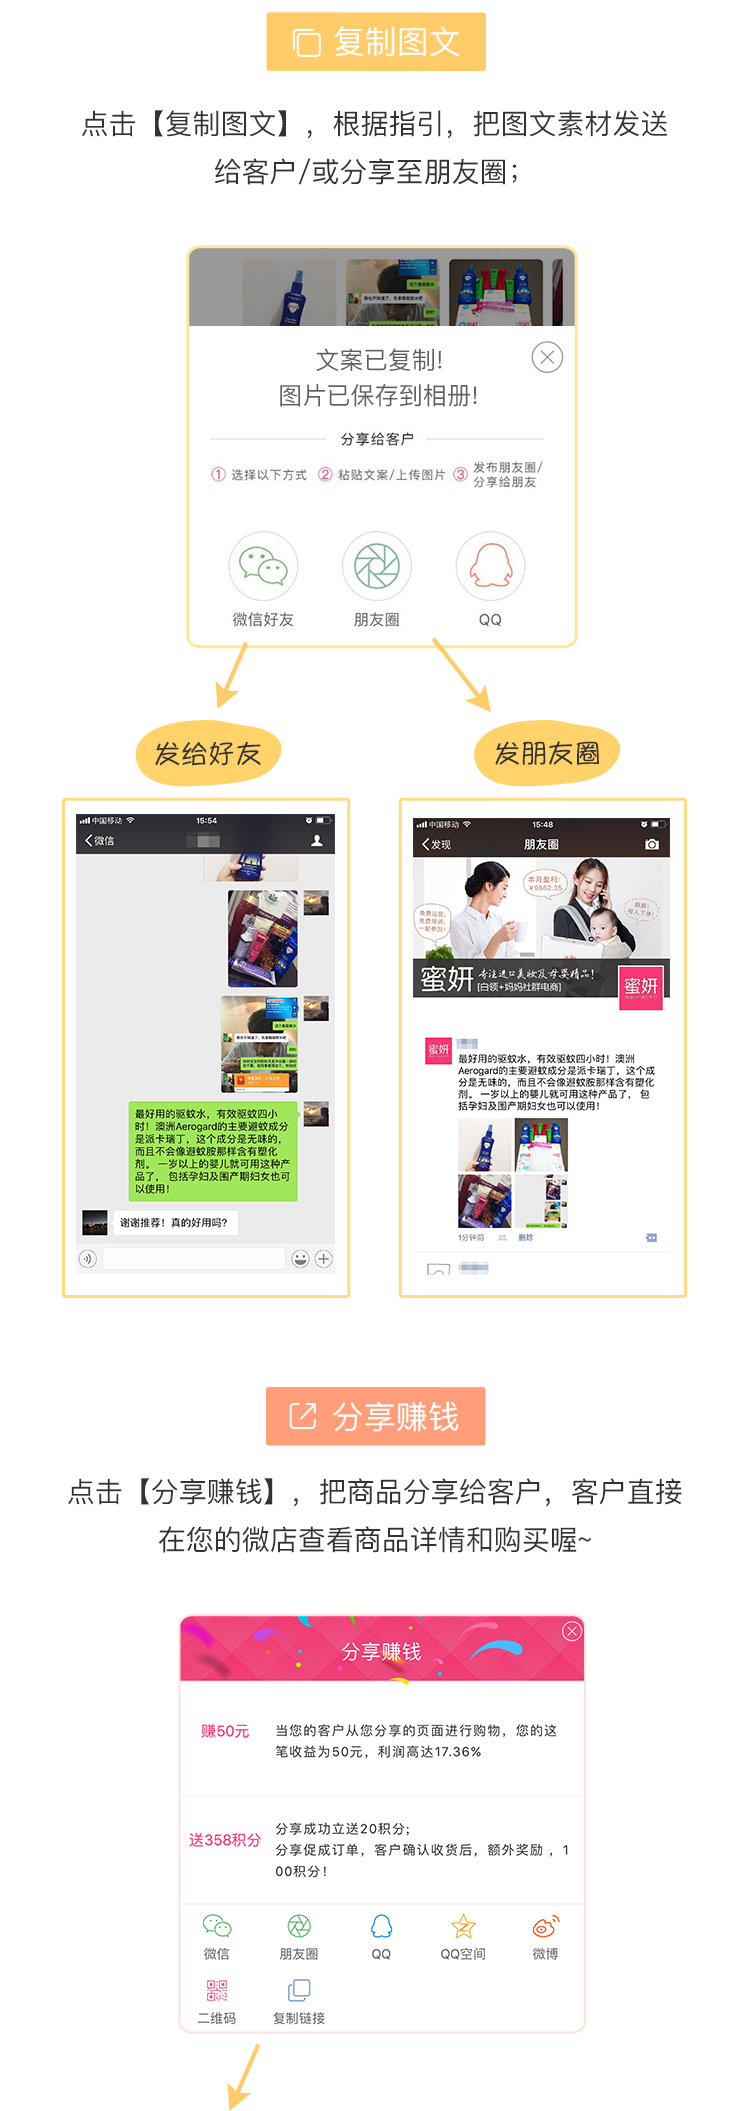 复制图文
点击【复制图文】，根据指引，把图文素材发送
给客户/或分享至朋友圈；
这个是驱蚊水
我也不知道了，先拿瓶驱蚊水吧
文案已复制!
图片已保存到相册!
分享给客户
① 选择以下方式 ② 粘贴文案/上传图片 ③ 发布朋友圈/
分享给朋友
微信好友 朋友圈 QQ
发给好友 发朋友圈
中国移动 15:54
微信
最好用的驱蚊水，有效驱蚊四小
时！澳洲Aerogard的主要避蚊成分
是派卡瑞丁，这个成分是无味的，
而且不会像避蚊胺那样含有塑化
剂。 一岁以上的婴儿就可用这种产
品了， 包括孕妇及围产期妇女也可
以使用！
谢谢推荐！真的好用吗？
中国移动 15:48
发现 朋友圈
本月盈利:
¥9862.35
免费运营,
免费培训,
一起参加!
麻麻!
有人下单!
蜜妍 专注进口美妆及母婴精品!
[白领+妈妈社群电商]
蜜妍
蜜妍
最好用的驱蚊水，有效驱蚊四小时！澳洲
Aerogard的主要避蚊成分是派卡瑞丁，这个成
分是无味的，而且不会像避蚊胺那样含有塑化
剂。 一岁以上的婴儿就可用这种产品了， 包
括孕妇及围产期妇女也可以使用！
1分钟前 删除
分享赚钱
点击【分享赚钱】，把商品分享给客户，客户直接
在您的微店查看商品详情和购买喔~
分享赚钱
赚50元 当您的客户从您分享的页面进行购物，您的这
笔收益为50元，利润高达17.36%
送358积分 分享成功立送20积分;
分享促成订单，客户确认收货后，额外奖励 ，1
00积分！
微信 朋友圈 QQ QQ空间 微博
二维码 复制链接